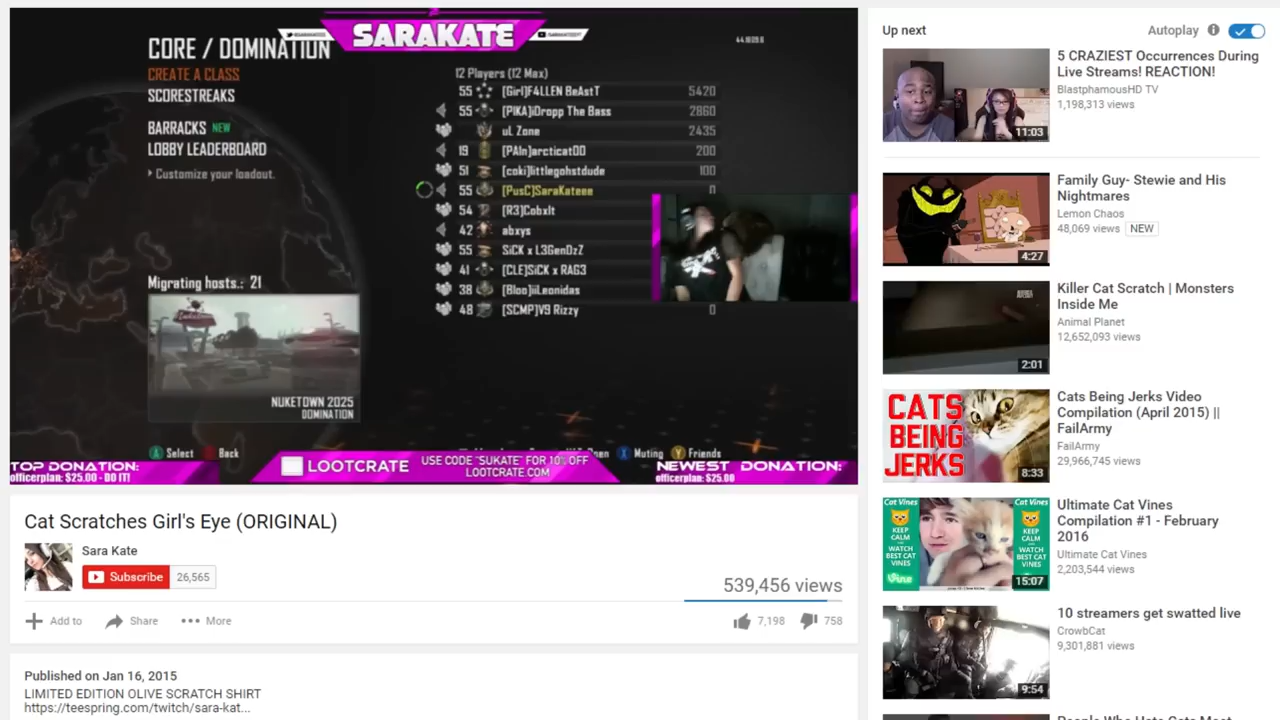 SARAKATE
CORE / DOMINATION
CREATE A CLASS
SCORESTREAKS
BARRACKS NEW
LOBBY LEADERBOARD
Customize your loadout.
Migrating hosts.: 21
NUKETOWN 2025
DOMINATION
Select Back
12 Players (12 Max)
55 [Girl]F4LLEN BeAstT 5420
55 [PIKA]iDropp The Bass 2860
uL Zone 2435
19 [PAIn]arcticat00 200
51 [coki]littlegohstdude 100
55 [PusC]SaraKateee 0
54 [R3]Cobxlt
42 abxys
55 SiCK x L3GenDzZ
41 [CLE]SiCK x RAG3
38 [Bloo]iiLeonidas
48 [SCMP]V9 Rizzy 0
Muting Friends
TOP DONATION:
officerplan: $25.00 - DO IT!
LOOTCRATE
USE CODE "SUKATE" FOR 10% OFF
LOOTCRATE.COM
NEWEST DONATION:
officerplan: $25.00
Cat Scratches Girl's Eye (ORIGINAL)
Sara Kate
Subscribe 26,565
539,456 views
Add to Share More
7,198 758
Published on Jan 16, 2015
LIMITED EDITION OLIVE SCRATCH SHIRT
https://teespring.com/twitch/sara-kat...
Up next Autoplay
5 CRAZIEST Occurrences During
Live Streams! REACTION!
BlastphamousHD TV
1,198,313 views
11:03
Family Guy- Stewie and His
Nightmares
Lemon Chaos
48,069 views NEW
4:27
Killer Cat Scratch | Monsters
Inside Me
Animal Planet
12,652,093 views
2:01
CATS
BEING
JERKS
8:33
Cats Being Jerks Video
Compilation (April 2015) ||
FailArmy
FailArmy
29,966,745 views
Cat Vines Cat Vines
KEEP
CALM
WATCH
BEST CAT
VINES
Vine
KEEP
CALM
WATCH
BEST CAT
VINES
15:07
Ultimate Cat Vines
Compilation #1 - February
2016
Ultimate Cat Vines
2,203,544 views
10 streamers get swatted live
CrowbCat
9,301,881 views
9:54